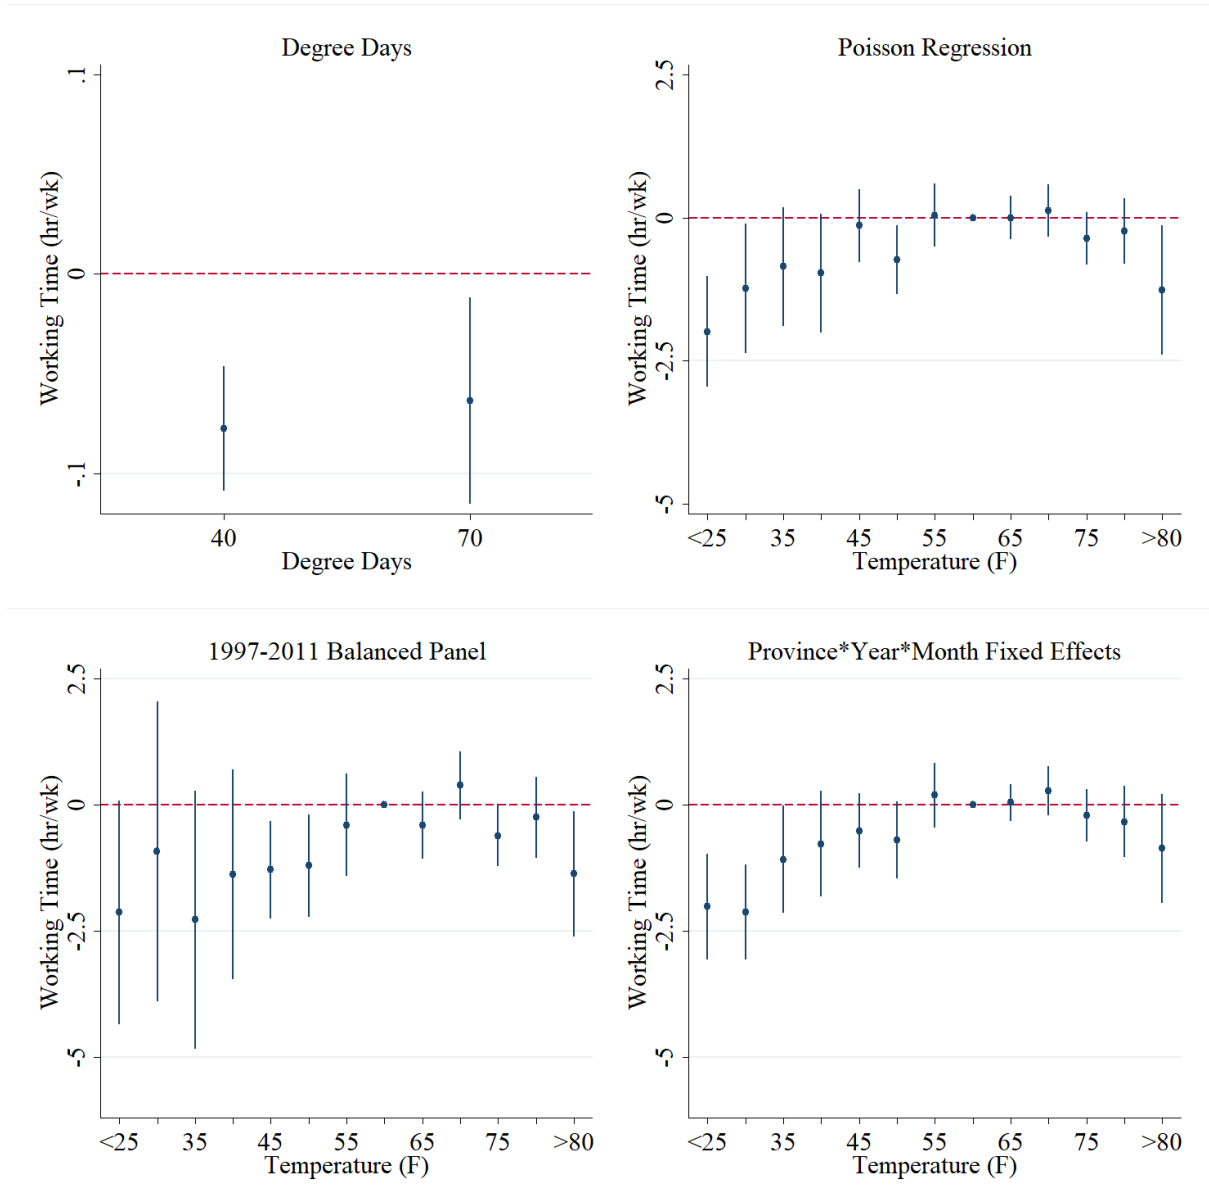 Degree Days
.1
0
-.1
Working Time (hr/wk)
40 70
Degree Days
Poisson Regression
2.5
0
-2.5
-5
Working Time (hr/wk)
<25 35 45 55 65 75 >80
Temperature (F)
1997-2011 Balanced Panel
2.5
0
-2.5
-5
Working Time (hr/wk)
<25 35 45 55 65 75 >80
Temperature (F)
Province*Year*Month Fixed Effects
2.5
0
-2.5
-5
Working Time (hr/wk)
<25 35 45 55 65 75 >80
Temperature (F)